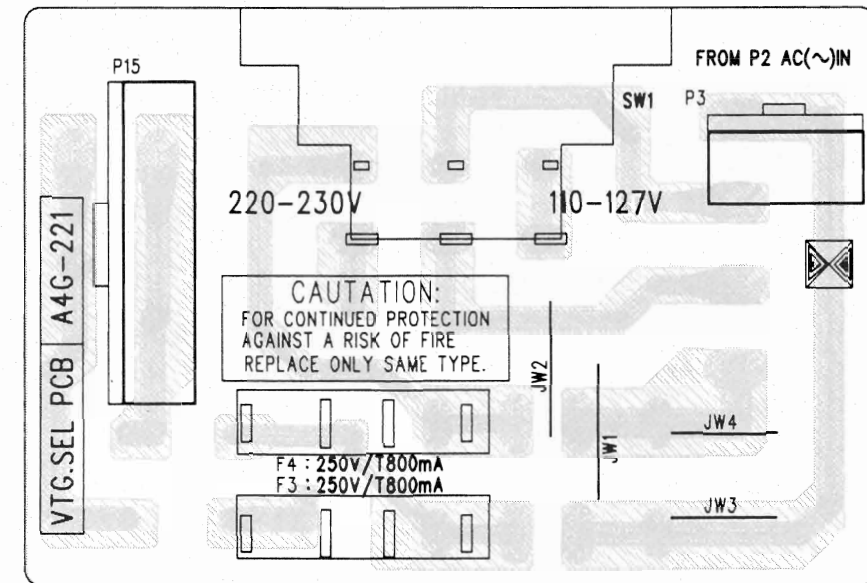 FROM P2 AC(~)IN
P15
SW1
P3
220-230V
110-127V
VTG.SEL PCB A4G-221
CAUTATION:
FOR CONTINUED PROTECTION
AGAINST A RISK OF FIRE
REPLACE ONLY SAME TYPE.
JW2
JW1
JW4
F4 : 250V/T800mA
F3 : 250V/T800mA
JW3